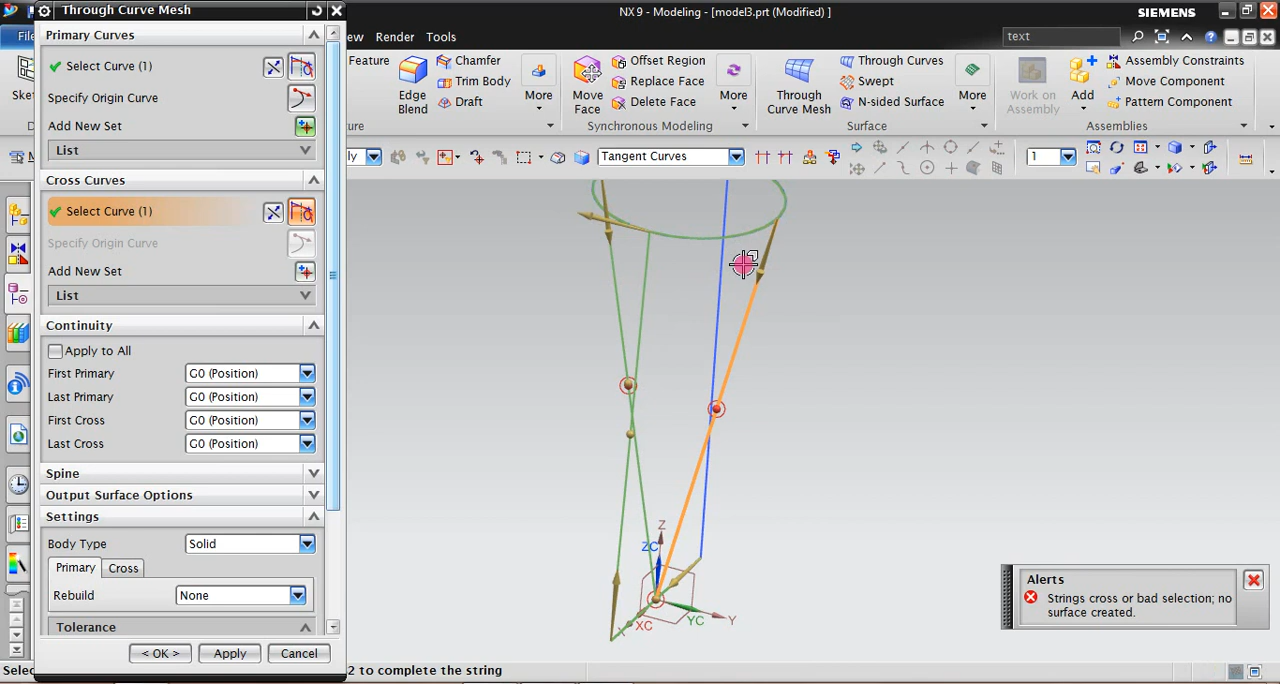 Through Curve Mesh
NX 9 - Modeling - [model3.prt (Modified) ]
SIEMENS
Render
Tools
text
Primary Curves
Select Curve (1)
Specify Origin Curve
Add New Set
List
Feature
Edge
Blend
Chamfer
Trim Body
Draft
More
Move
Face
Offset Region
Replace Face
Delete Face
More
Synchronous Modeling
Through
Curve Mesh
Through Curves
Swept
N-sided Surface
More
Surface
Work on
Assembly
Add
Assembly Constraints
Move Component
Pattern Component
Assemblies
Tangent Curves
1
Cross Curves
Select Curve (1)
Specify Origin Curve
Add New Set
List
Continuity
Apply to All
First Primary G0 (Position)
Last Primary G0 (Position)
First Cross G0 (Position)
Last Cross G0 (Position)
Spine
Output Surface Options
Settings
Body Type Solid
Primary Cross
Rebuild None
Tolerance
< OK > Apply Cancel
Z
ZC
XC
X
YC
Y
Alerts
Strings cross or bad selection; no
surface created.
2 to complete the string